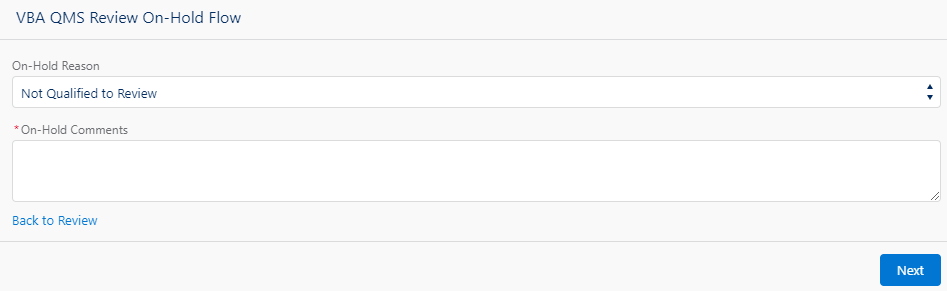 VBA QMS Review On-Hold Flow
On-Hold Reason
Not Qualified to Review
*On-Hold Comments
Back to Review
Next